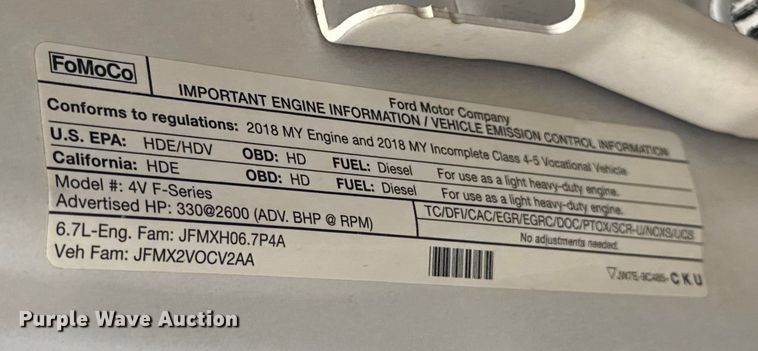 FoMoCo
Ford Motor Company
IMPORTANT ENGINE INFORMATION / VEHICLE EMISSION CONTROL INFORMATION
Conforms to regulations: 2018 MY Engine and 2018 MY Incomplete Class 4-5 Vocational Vehicle
U.S. EPA: HDE/HDV OBD: HD FUEL: Diesel For use as a light heavy-duty engine.
California: HDE OBD: HD FUEL: Diesel For use as a light heavy-duty engine.
Model #: 4V F-Series
Advertised HP: 330@2600 (ADV. BHP @ RPM)
TC/DFI/CAC/EGR/EGRC/DOC/PTOX/SCR-U/NOXS/UCS
No adjustments needed.
6.7L-Eng. Fam: JFMXH06.7P4A
Veh Fam: JFMX2VOCV2AA
JW7E-9C485- C K U
Purple Wave Auction